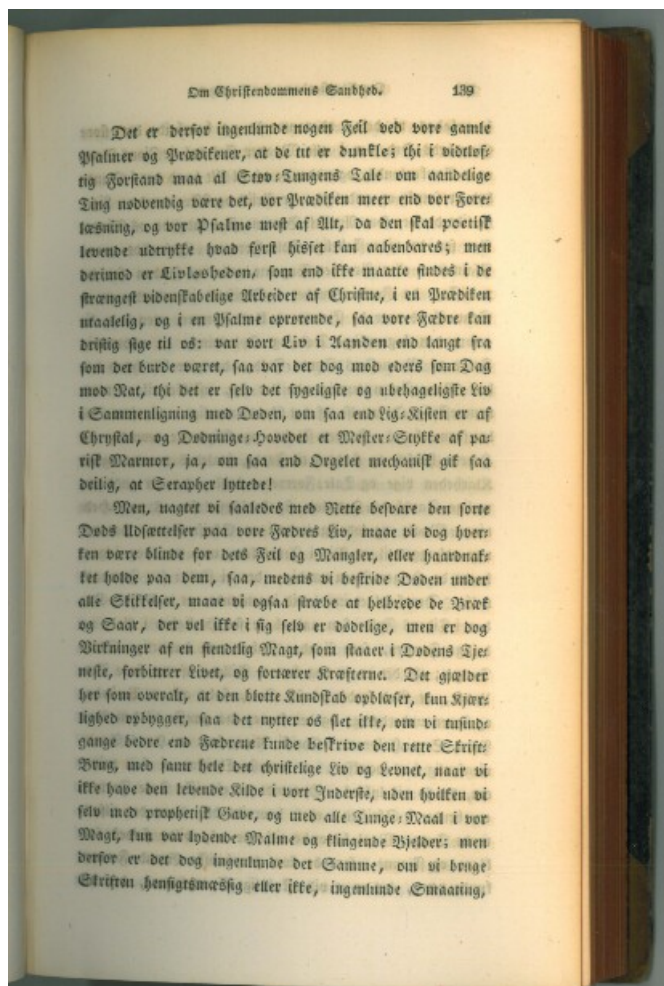 Om Christendommens Sandhed. 139
Det er derfor ingenlunde nogen Feil ved vore gamle
Psalmer og Prædikener, at de tit er dunkle; thi i vidtløf-
tig Forstand maa al Støv-Tungens Tale om aandelige
Ting nødvendig være det, vor Prædiken meer end vor Fore-
læsning, og vor Psalme mest af Alt, da den skal poetisk
levende udtrykke hvad først hisset kan aabenbares; men
derimod er Livløsheden, som end ikke maatte findes i de
strængest videnskabelige Arbeider af Christne, i en Prædiken
utaalelig, og i en Psalme oprørende, saa vore Fædre kan
dristig sige til os: var vort Liv i Aanden end langt fra
som det burde været, saa var det dog mod eders som Dag
mod Nat, thi det er selv det sygeligste og ubehageligste Liv
i Sammenligning med Døden, om saa end Lig-Kisten er af
Chrystal, og Dødninge-Hovedet et Mester-Stykke af pa-
risk Marmor, ja, om saa end Orgelet mechanisk gik saa
deilig, at Serapher lyttede!
Men, uagtet vi saaledes med Rette besvare den sorte
Døds Udsættelser paa vore Fædres Liv, maae vi dog hver-
ken være blinde for dets Feil og Mangler, eller haardnak-
ket holde paa dem, saa, medens vi bestride Døden under
alle Skikkelser, maae vi ogsaa stræbe at helbrede de Bræk
og Saar, der vel ikke i sig selv er dødelige, men er dog
Virkninger af en fiendtlig Magt, som staaer i Dødens Tje-
neste, forbittrer Livet, og fortærer Kræfterne. Det gjælder
her som overalt, at den blotte Kundskab opblæser, kun Kjær-
lighed opbygger, saa det nytter os slet ikke, om vi tusind-
gange bedre end Fædrene kunde beskrive den rette Skrift-
Brug, med samt hele det christelige Liv og Levnet, naar vi
ikke have den levende Kilde i vort Inderste, uden hvilken vi
selv med prophetisk Gave, og med alle Tunge-Maal i vor
Magt, kun var lydende Malme og klingende Bjelder; men
derfor er det dog ingenlunde det Samme, om vi bruge
Skriften hensigtsmæssig eller ikke, ingenlunde Smaating,